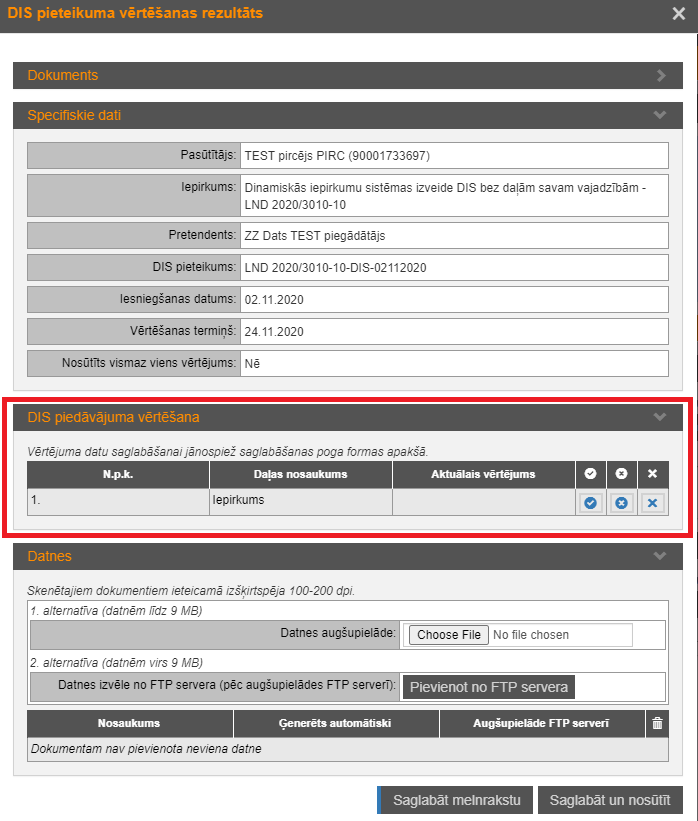 DIS pieteikuma vērtēšanas rezultāts
Dokuments
Specifiskie dati
Pasūtītājs: TEST pircējs PIRC (90001733697)
Iepirkums: Dinamiskās iepirkumu sistēmas izveide DIS bez daļām savam vajadzībām -
LND 2020/3010-10
Pretendents: ZZ Dats TEST piegādātājs
DIS pieteikums: LND 2020/3010-10-DIS-02112020
Iesniegšanas datums: 02.11.2020
Vērtēšanas termiņš: 24.11.2020
Nosūtīts vismaz viens vērtējums: Nē
DIS piedāvājuma vērtēšana
Vērtējuma datu saglabāšanai jānospiež saglabāšanas poga formas apakšā.
N.p.k. Daļas nosaukums Aktuālais vērtējums
1. Iepirkums
Datnes
Skenētajiem dokumentiem ieteicamā izšķirtspēja 100-200 dpi.
1. alternatīva (datnēm līdz 9 MB)
Datnes augšupielāde: Choose File No file chosen
2. alternatīva (datnēm virs 9 MB)
Datnes izvēle no FTP servera (pēc augšupielādes FTP serverī): Pievienot no FTP servera
Nosaukums Ģenerēts automātiski Augšupielāde FTP serverī
Dokumentam nav pievienota neviena datne
Saglabāt melnrakstu Saglabāt un nosūtīt